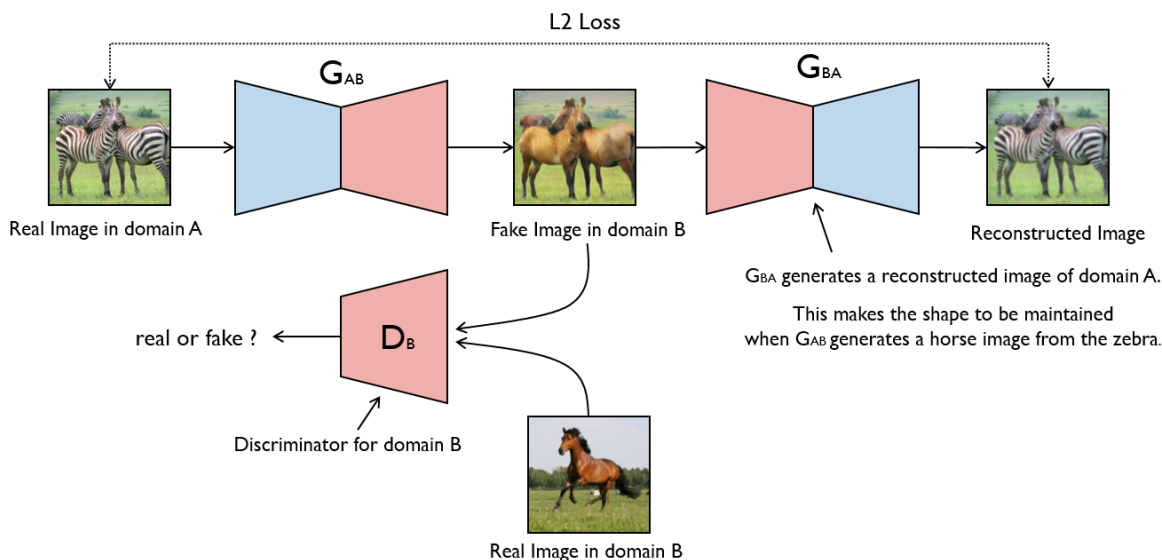 L2 Loss
GAB
GBA
Real Image in domain A
Fake Image in domain B
Reconstructed Image
GBA generates a reconstructed image of domain A.
This makes the shape to be maintained
when GAB generates a horse image from the zebra.
real or fake ?
DB
Discriminator for domain B
Real Image in domain B